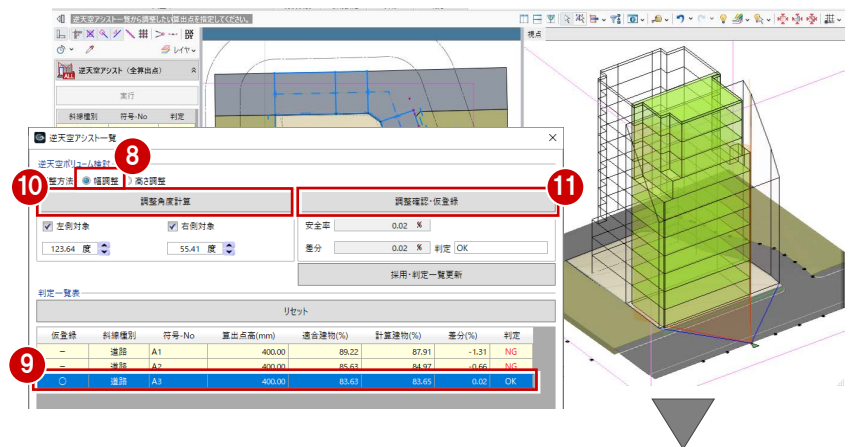 逆天空アシスト一覧から調整したい算出点を指定してください。
レイヤ
視点
ALL 逆天空アシスト（全算出点）
実行
斜線種別 符号-No 判定
逆天空アシスト一覧
逆天空ボリューム検討
8
整方法 幅調整 高さ調整
10
調整角度計算
11
調整確認・仮登録
左側対象 右側対象
安全率 0.02 %
123.64 度 55.41 度
差分 0.02 % 判定 OK
採用・判定一覧更新
判定一覧表
リセット
仮登録 斜線種別 符号-No 算出点高(mm) 適合建物(%) 計算建物(%) 差分(%) 判定
− 道路 A1 400.00 89.22 87.91 -1.31 NG
− 道路 A2 400.00 85.63 84.97 -0.66 NG
9
〇 道路 A3 400.00 83.63 83.65 0.02 OK